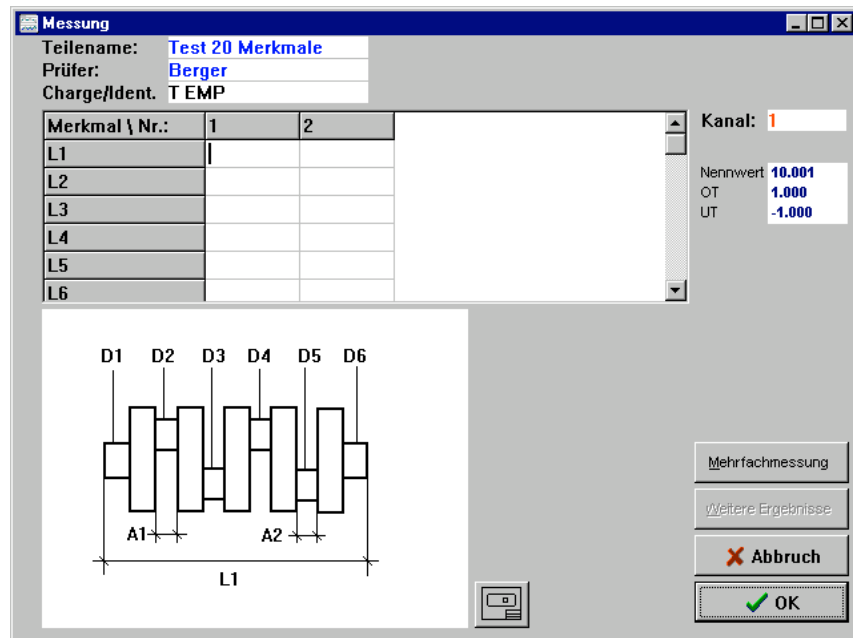 Messung
Teilename: Test 20 Merkmale
Prüfer: Berger
Charge/Ident. T EMP
Merkmal \ Nr.: 1 2
L1
L2
L3
L4
L5
L6
Kanal: 1
Nennwert 10.001
OT 1.000
UT -1.000
D1 D2 D3 D4 D5 D6
A1 A2
L1
Mehrfachmessung
Weitere Ergebnisse
Abbruch
OK